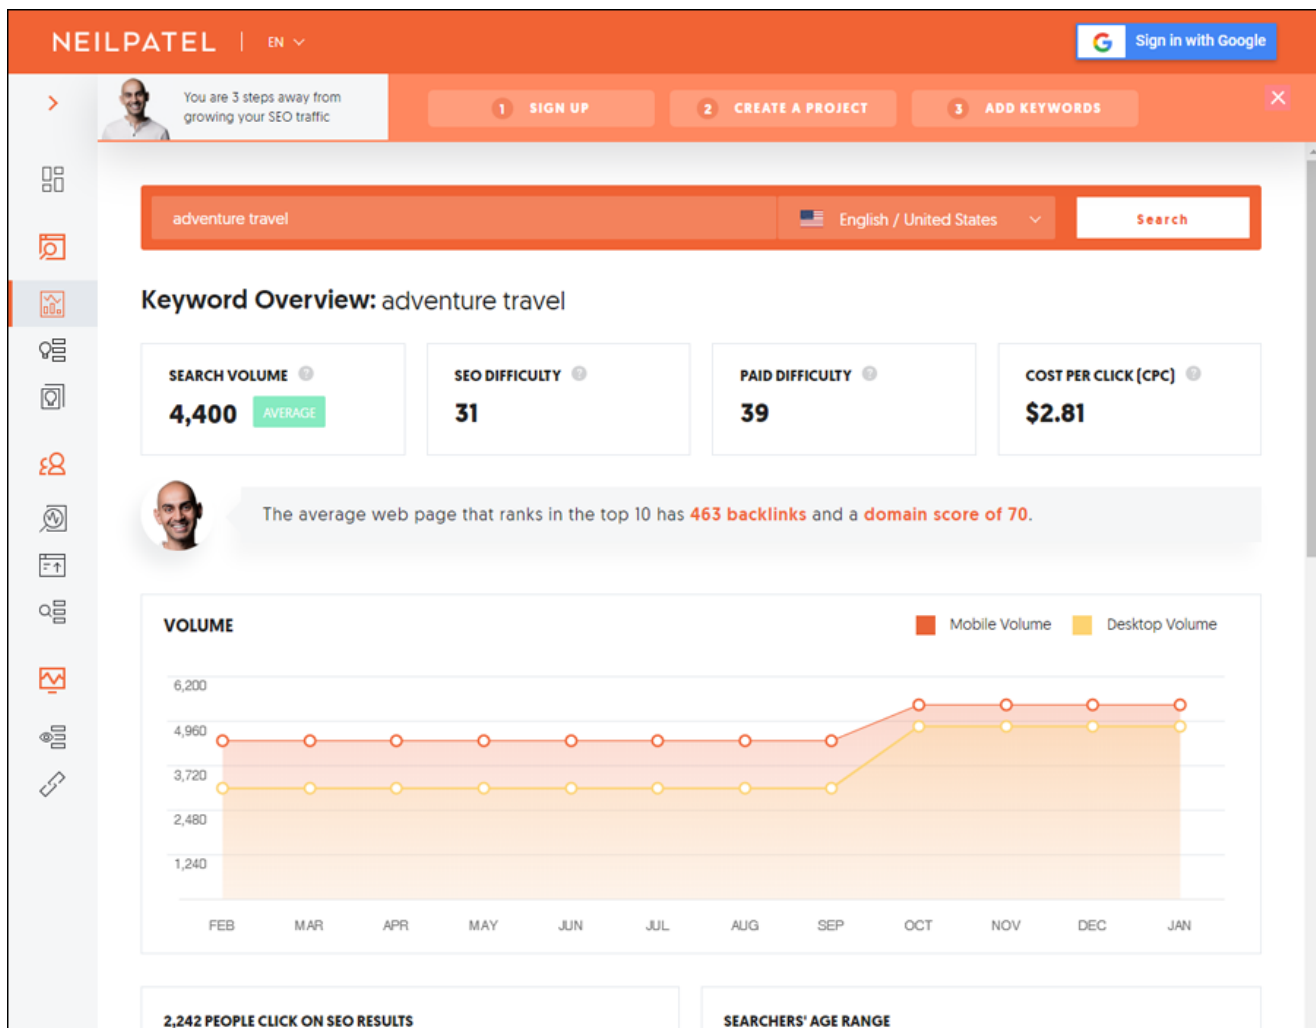 NEILPATEL | EN
Sign in with Google
You are 3 steps away from
growing your SEO traffic
1 SIGN UP
2 CREATE A PROJECT
3 ADD KEYWORDS
adventure travel
English / United States
Search
Keyword Overview: adventure travel
SEARCH VOLUME ?
4,400 AVERAGE
SEO DIFFICULTY ?
31
PAID DIFFICULTY ?
39
COST PER CLICK (CPC) ?
$2.81
The average web page that ranks in the top 10 has 463 backlinks and a domain score of 70.
VOLUME
Mobile Volume
Desktop Volume
6,200
4,960
3,720
2,480
1,240
FEB MAR APR MAY JUN JUL AUG SEP OCT NOV DEC JAN
2,242 PEOPLE CLICK ON SEO RESULTS
SEARCHERS' AGE RANGE